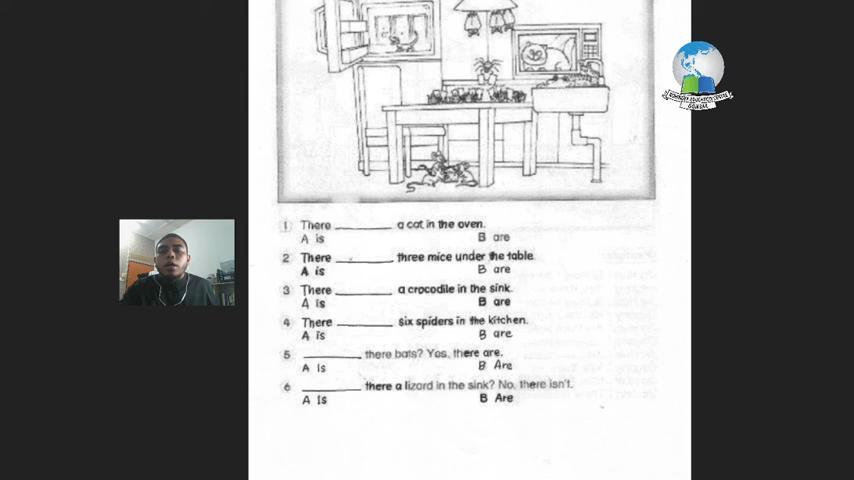 1 There ________ a cat in the oven.
A is B are
2 There ________ three mice under the table.
A is B are
3 There ________ a crocodile in the sink.
A is B are
4 There ________ six spiders in the kitchen.
A is B are
5 ________ there bats? Yes, there are.
A Is B Are
6 ________ there a lizard in the sink? No, there isn't.
A Is B Are